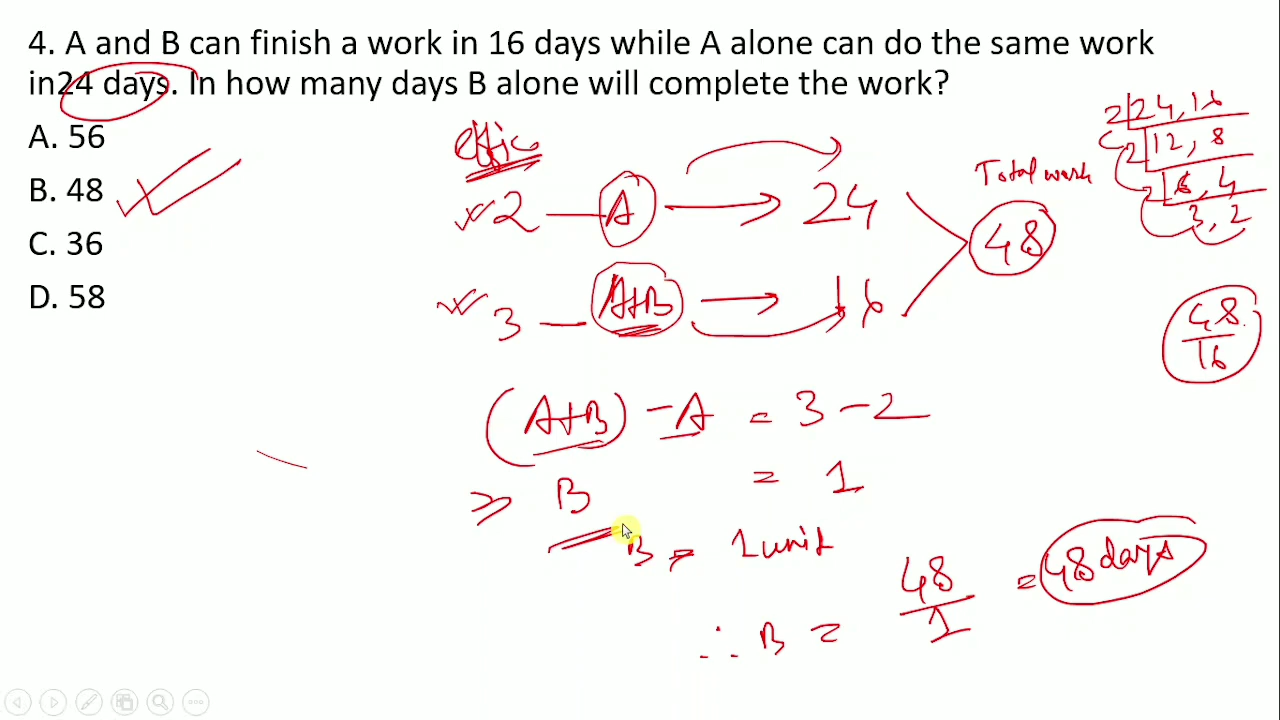 4. A and B can finish a work in 16 days while A alone can do the same work
in24 days. In how many days B alone will complete the work?
A. 56
B. 48
C. 36
D. 58
effic
2 — A → 24
Total work
48
3 — A+B → 16
2|24, 16
2|12, 8
2|6, 4
3, 2
48
16
(A+B) - A = 3 - 2
⇒ B = 1
B = 1 unit
∴ B = 48/1 = 48 days